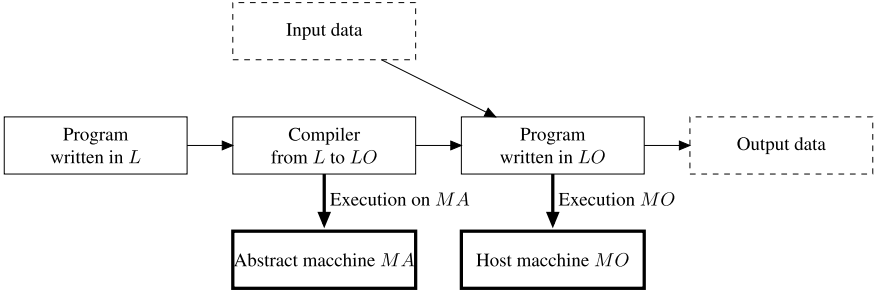 Input data
Program
written in L
Compiler
from L to LO
Program
written in LO
Output data
Execution on MA
Execution MO
Abstract macchine MA
Host macchine MO